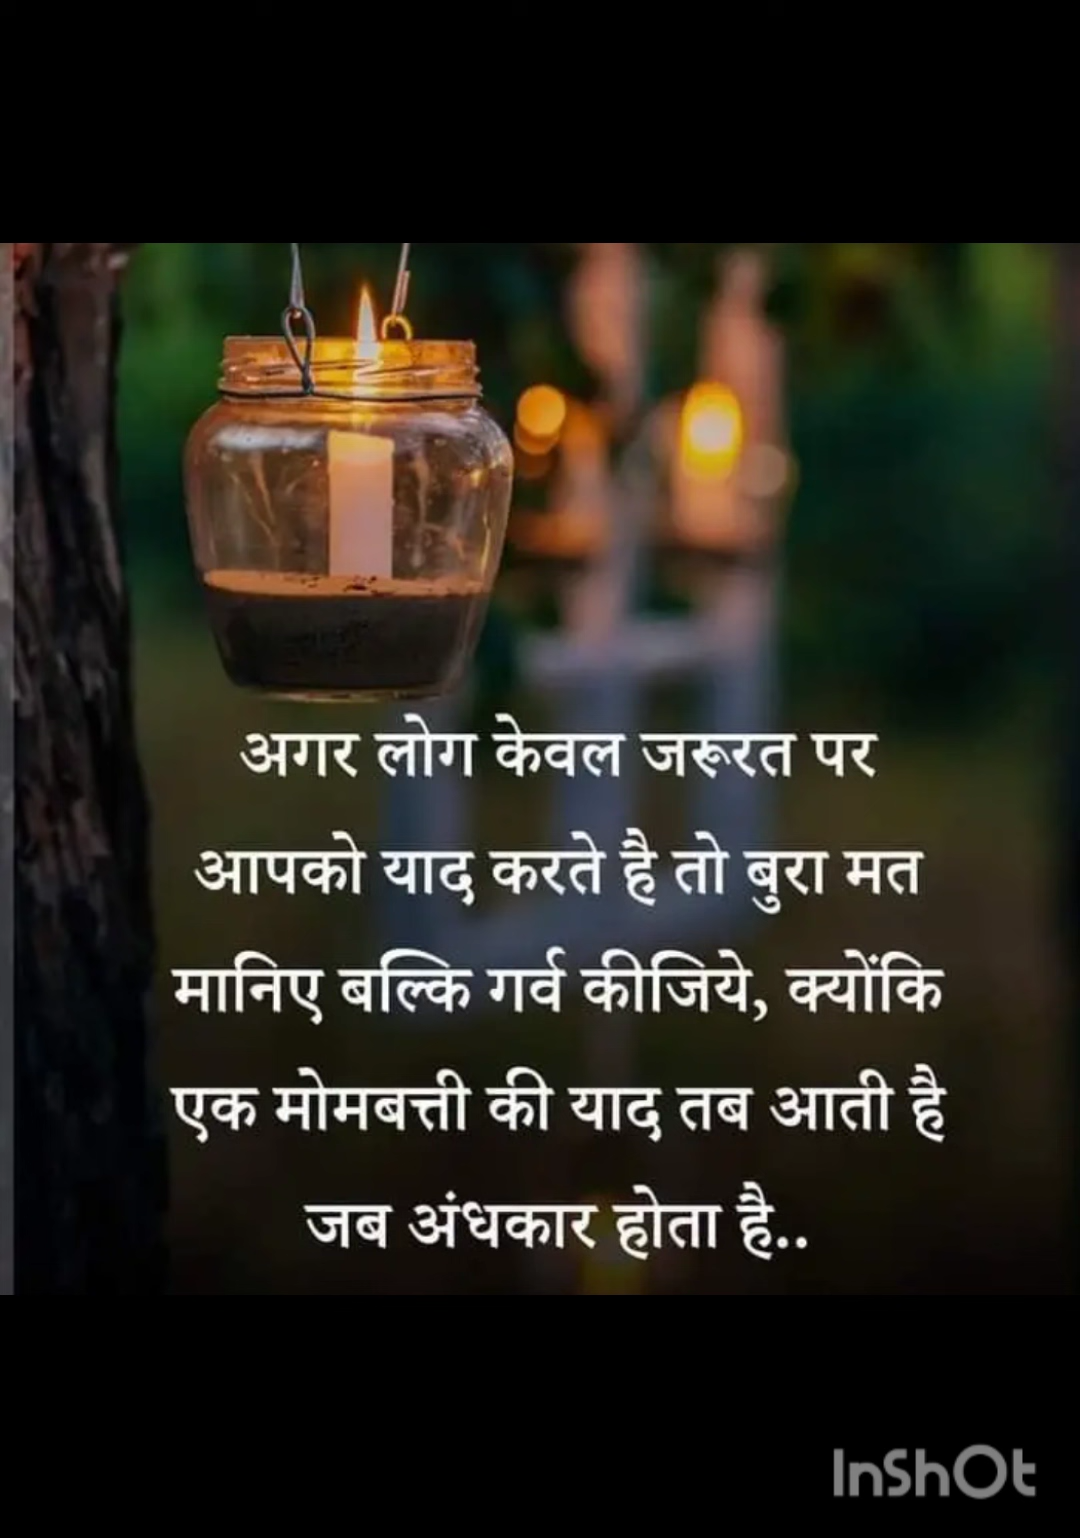 अगर लोग केवल जरूरत पर
आपको याद करते है तो बुरा मत
मानिए बल्कि गर्व कीजिये, क्योंकि
एक मोमबत्ती की याद तब आती है
जब अंधकार होता है..
InShOt